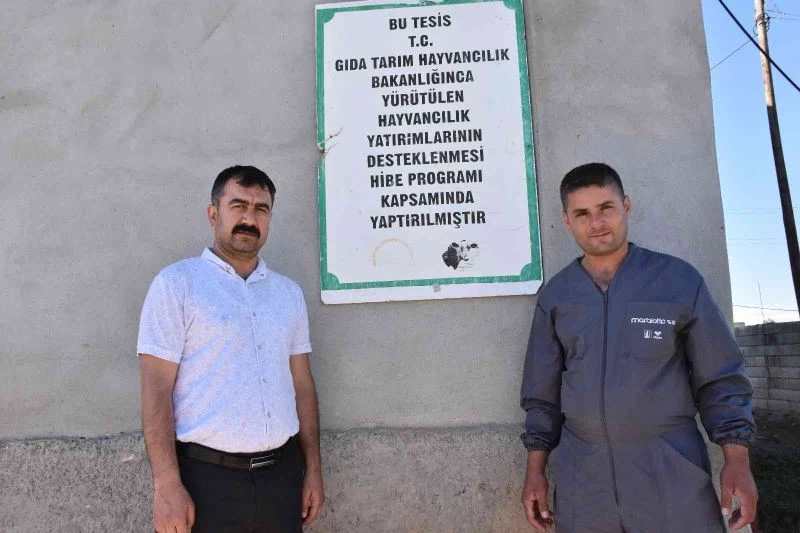 BU TESİS
T.C.
GIDA TARIM HAYVANCILIK
BAKANLIĞINCA
YÜRÜTÜLEN
HAYVANCILIK
YATIRIMLARININ
DESTEKLENMESİ
HİBE PROGRAMI
KAPSAMINDA
YAPTIRILMIŞTIR